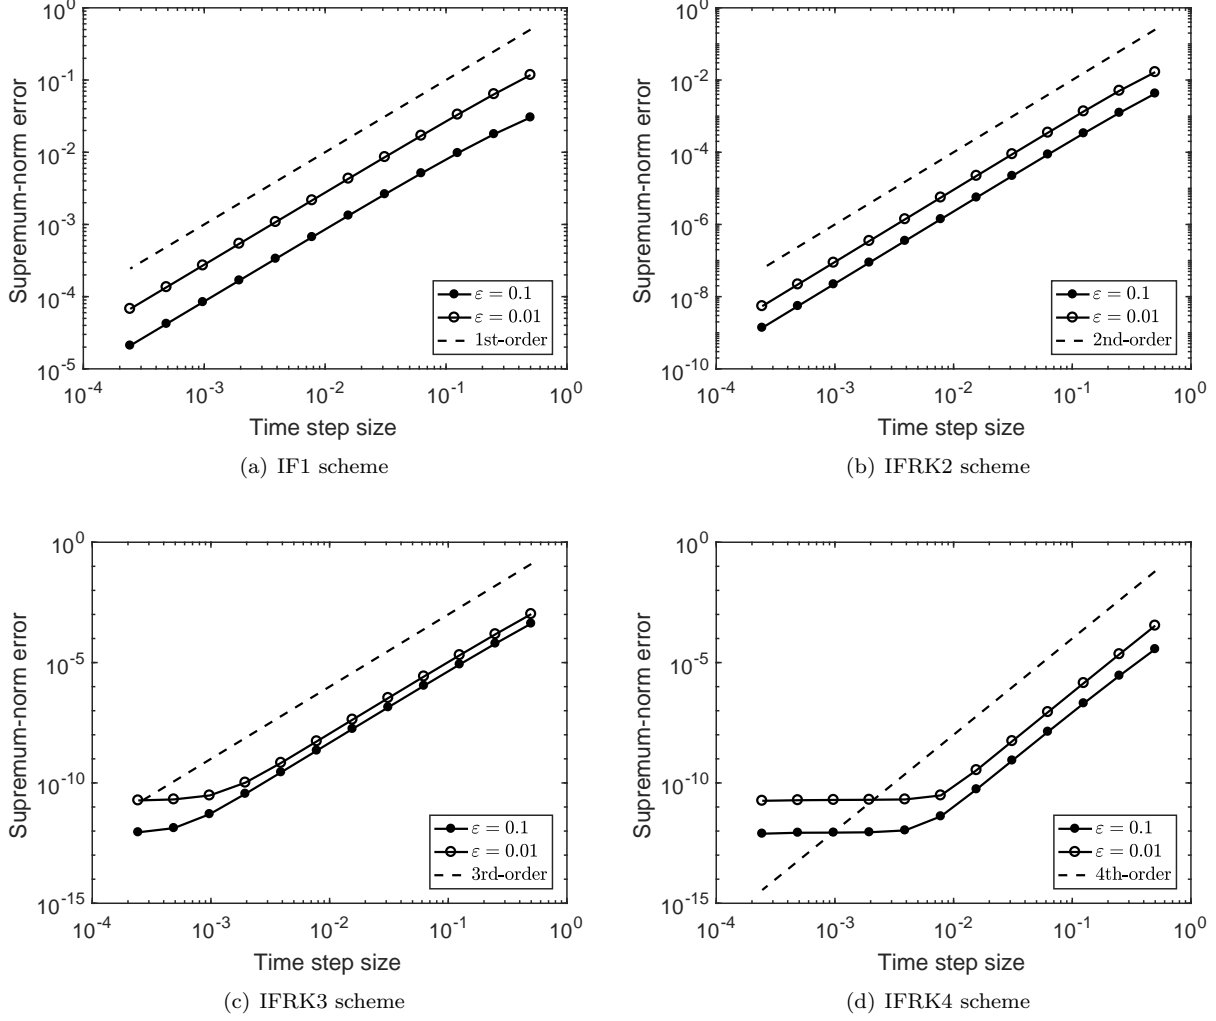 10^0
10^-1
10^-2
10^-3
10^-4
10^-5
Supremum-norm error
10^-4 10^-3 10^-2 10^-1 10^0
Time step size
ε = 0.1
ε = 0.01
1st-order
(a) IF1 scheme
10^0
10^-2
10^-4
10^-6
10^-8
10^-10
Supremum-norm error
10^-4 10^-3 10^-2 10^-1 10^0
Time step size
ε = 0.1
ε = 0.01
2nd-order
(b) IFRK2 scheme
10^0
10^-5
10^-10
10^-15
Supremum-norm error
10^-4 10^-3 10^-2 10^-1 10^0
Time step size
ε = 0.1
ε = 0.01
3rd-order
(c) IFRK3 scheme
10^0
10^-5
10^-10
10^-15
Supremum-norm error
10^-4 10^-3 10^-2 10^-1 10^0
Time step size
ε = 0.1
ε = 0.01
4th-order
(d) IFRK4 scheme